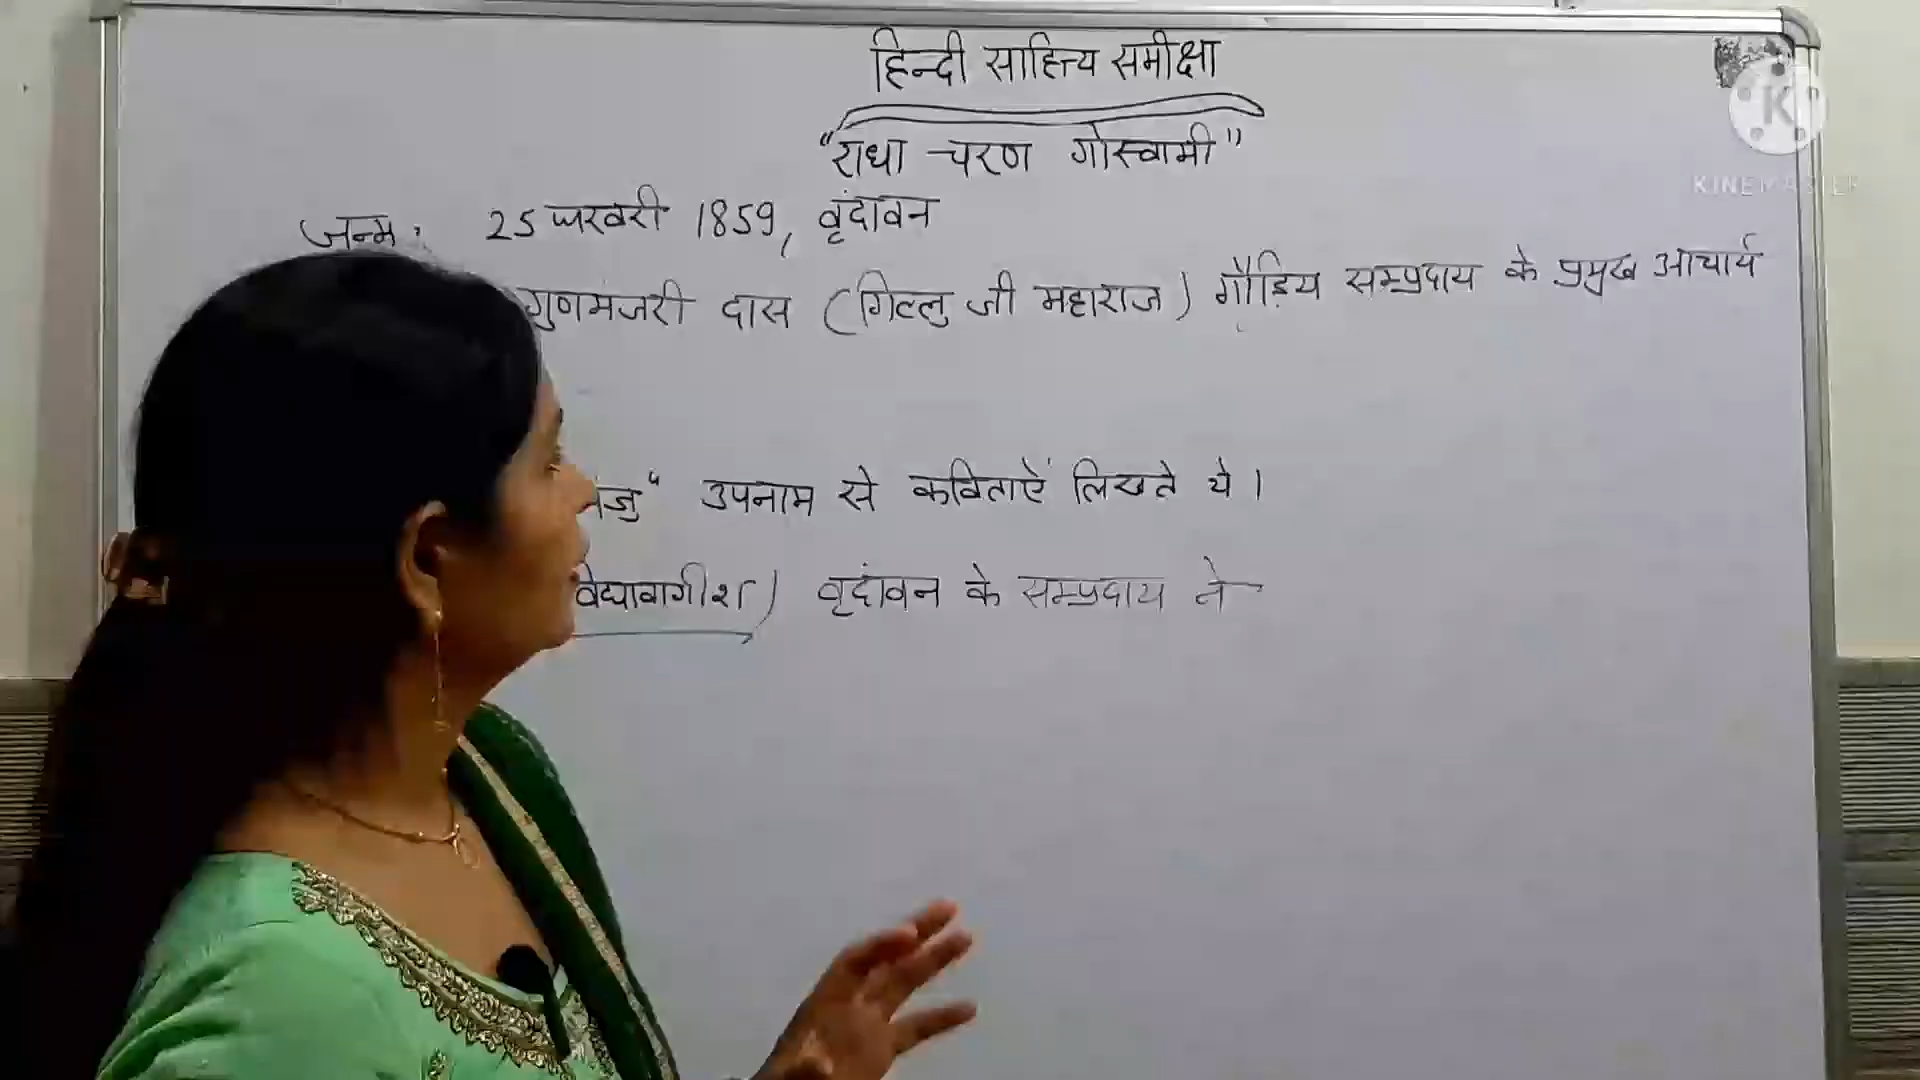 हिन्दी साहित्य समीक्षा
"राधा चरण गोस्वामी"
जन्म: 25 फरवरी 1859, वृंदावन
गुणमंजरी दास (गिल्लु जी महाराज) गौड़िय सम्प्रदाय के प्रमुख आचार्य
" उपनाम से कविताऐं लिखते थे।
विद्यावागीश) वृदांवन के सम्प्रदाय ने
KINEMASTER